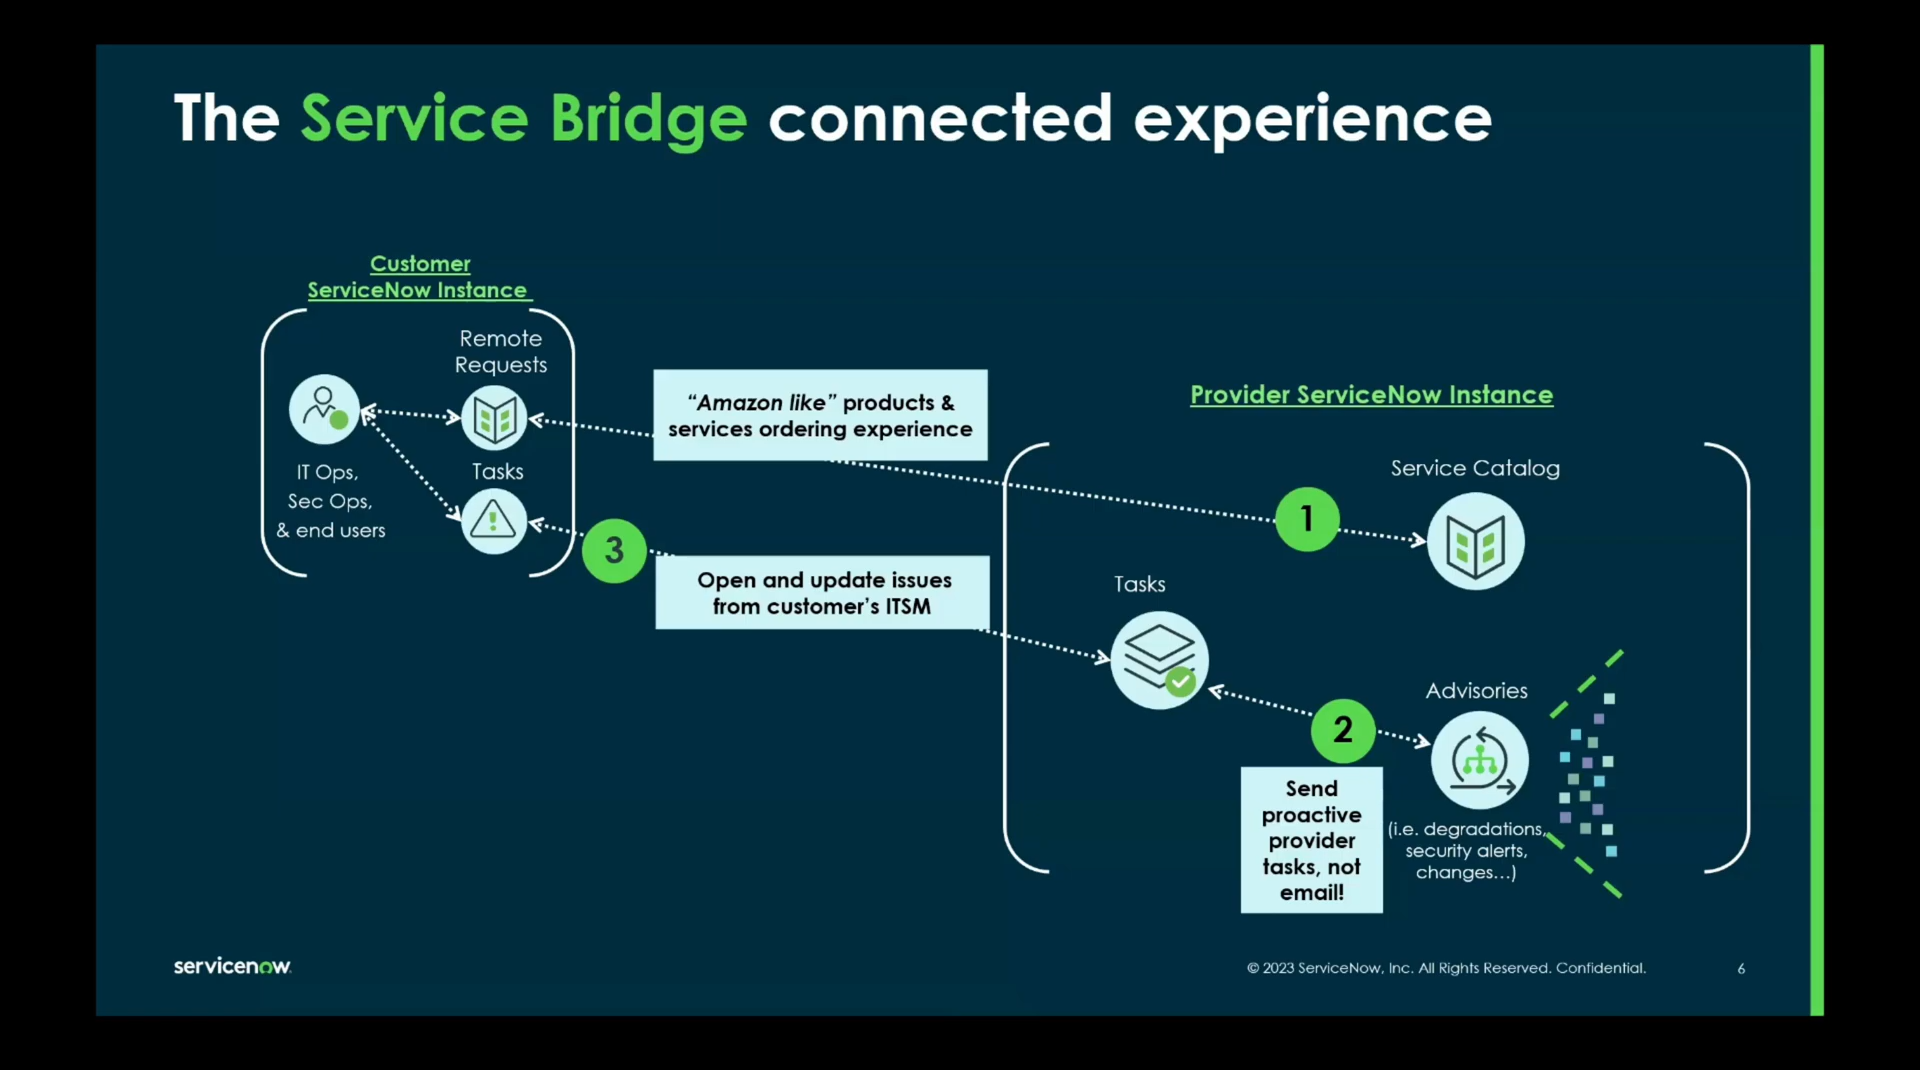 The Service Bridge connected experience
Customer
ServiceNow Instance
Remote
Requests
IT Ops,
Sec Ops,
& end users
Tasks
“Amazon like” products &
services ordering experience
3
Open and update issues
from customer’s ITSM
Provider ServiceNow Instance
Service Catalog
1
Tasks
Advisories
2
Send
proactive
provider
tasks, not
email!
(i.e. degradations,
security alerts,
changes...)
servicenow.
© 2023 ServiceNow, Inc. All Rights Reserved. Confidential.
6